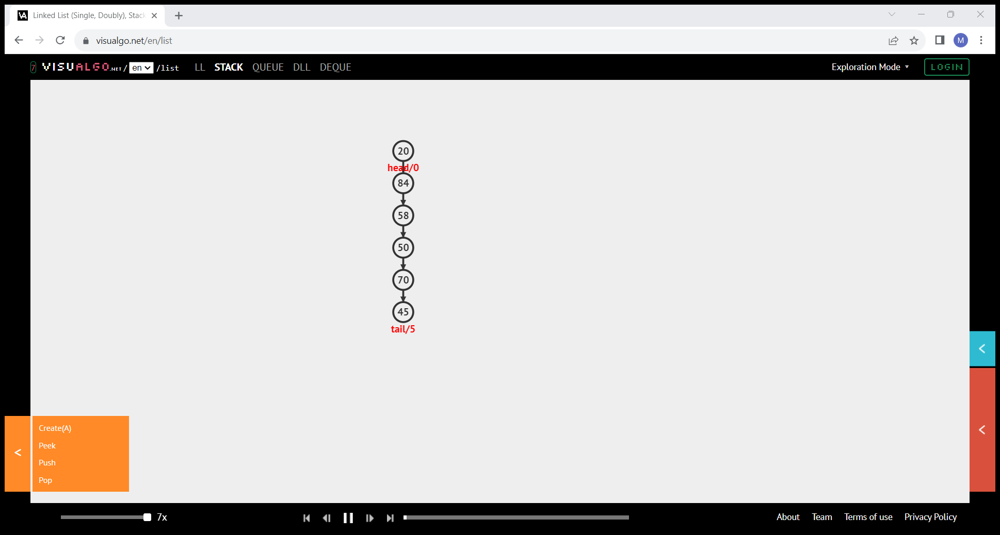 Linked List (Single, Doubly), Stack
visualgo.net/en/list
M
7 VISUALGO.NET / en /list LL STACK QUEUE DLL DEQUE Exploration Mode LOGIN
20
head/0
84
58
50
70
45
tail/5
Create(A)
Peek
Push
Pop
7x
About Team Terms of use Privacy Policy